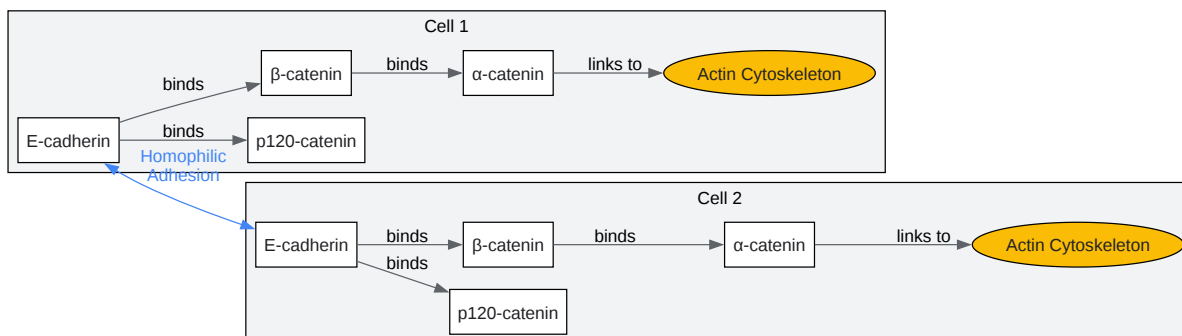 Cell 1
β-catenin
binds
α-catenin
links to
Actin Cytoskeleton
binds
E-cadherin
binds
p120-catenin
Homophilic
Adhesion
Cell 2
E-cadherin
binds
β-catenin
binds
α-catenin
links to
Actin Cytoskeleton
binds
p120-catenin